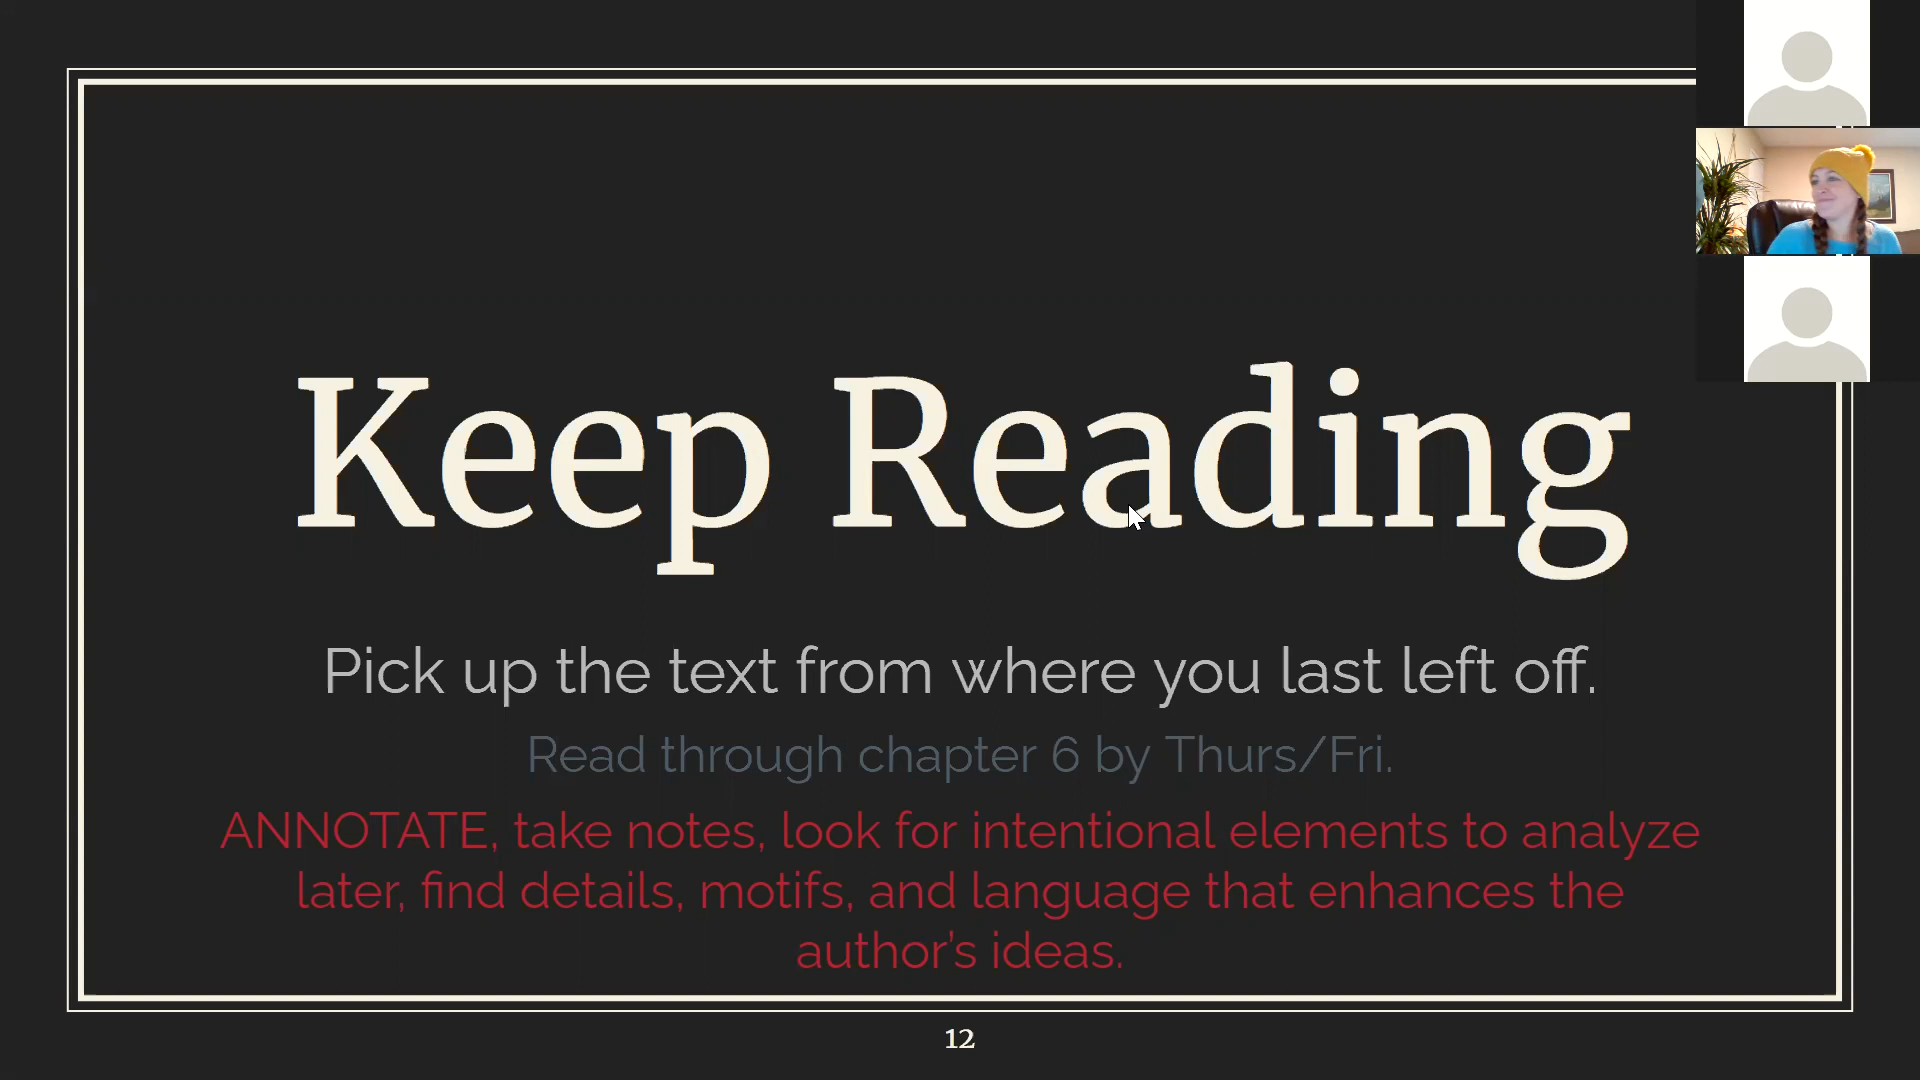 Keep Reading
Pick up the text from where you last left off.
Read through chapter 6 by Thurs/Fri.
ANNOTATE, take notes, look for intentional elements to analyze
later, find details, motifs, and language that enhances the
author's ideas.
12